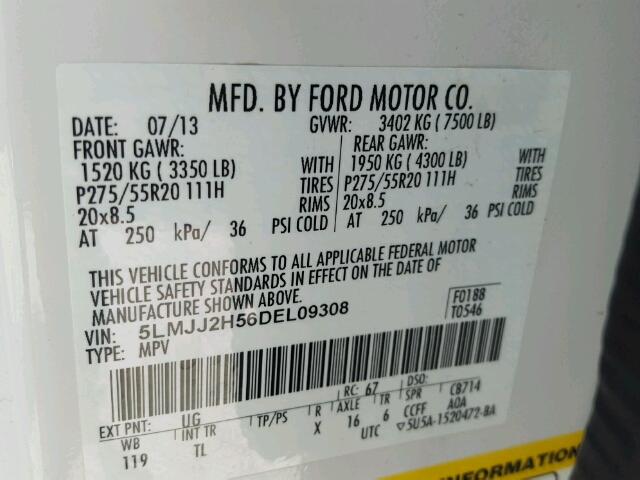 MFD. BY FORD MOTOR CO.
DATE: 07/13 GVWR: 3402 KG ( 7500 LB)
FRONT GAWR: REAR GAWR:
1520 KG ( 3350 LB) WITH 1950 KG ( 4300 LB) WITH
P275/55R20 111H TIRES P275/55R20 111H TIRES
20x8.5 RIMS 20x8.5 RIMS
AT 250 kPa/ 36 PSI COLD AT 250 kPa/ 36 PSI COLD
THIS VEHICLE CONFORMS TO ALL APPLICABLE FEDERAL MOTOR
VEHICLE SAFETY STANDARDS IN EFFECT ON THE DATE OF
MANUFACTURE SHOWN ABOVE.
VIN: 5LMJJ2H56DEL09308 F0188
TYPE: MPV T0546
RC: 67 DSO:
EXT PNT: UG TP/PS R AXLE TR SPR CB714
WB INT TR X 16 6 CCFF A0A
119 TL UTC ▽5U5A-1520472-BA
INFORMATION